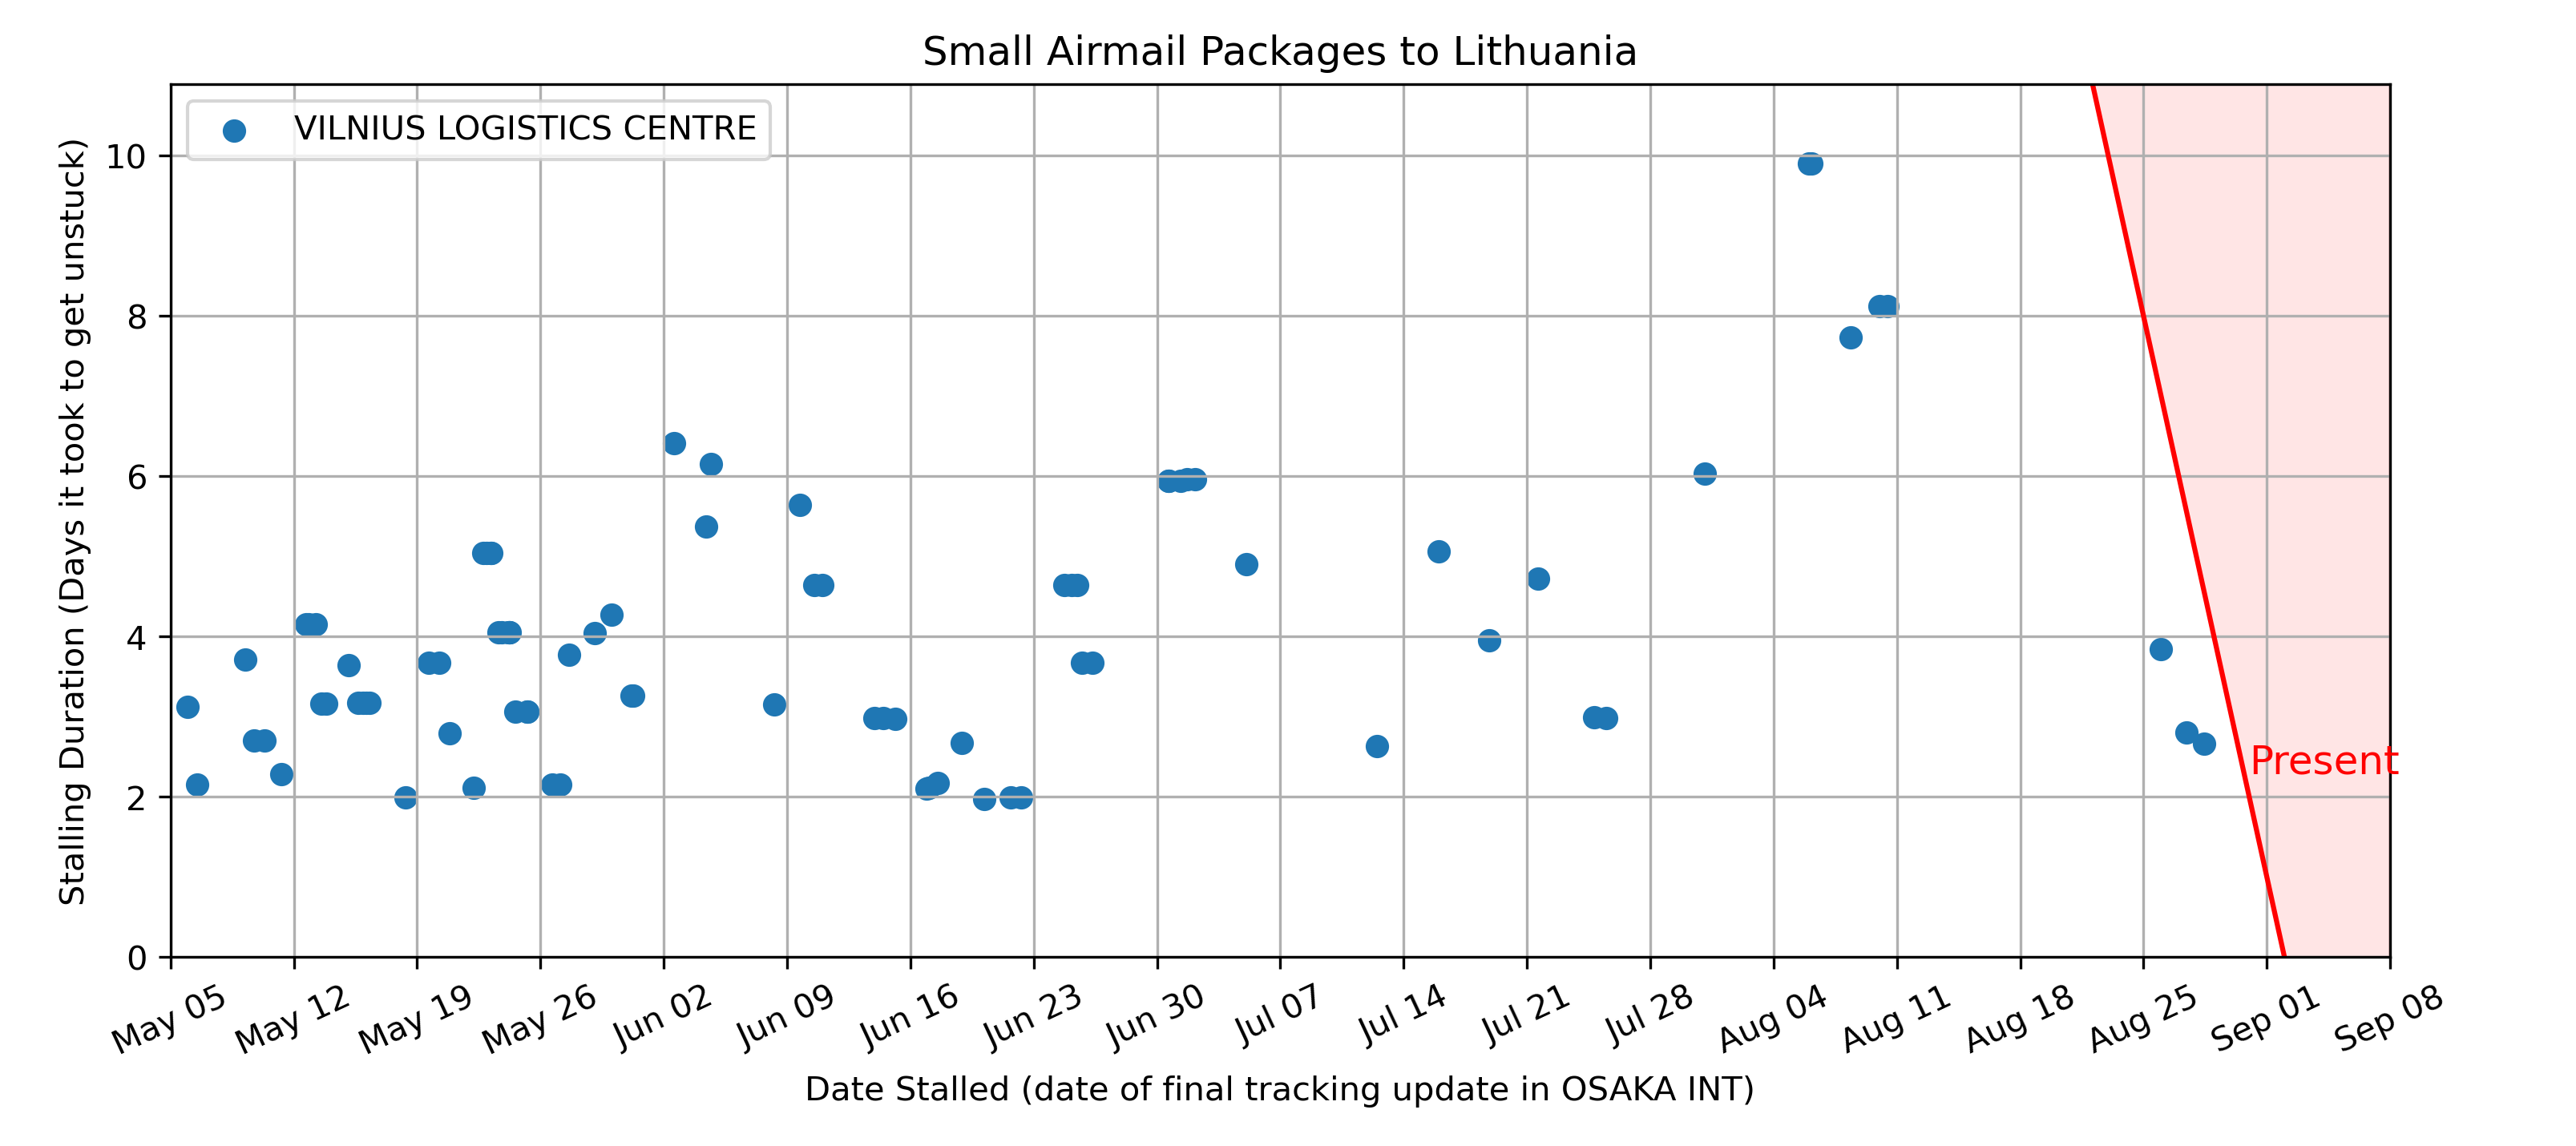 Small Airmail Packages to Lithuania
VILNIUS LOGISTICS CENTRE
Stalling Duration (Days it took to get unstuck)
10
8
6
4
2
0
Present
May 05
May 12
May 19
May 26
Jun 02
Jun 09
Jun 16
Jun 23
Jun 30
Jul 07
Jul 14
Jul 21
Jul 28
Aug 04
Aug 11
Aug 18
Aug 25
Sep 01
Sep 08
Date Stalled (date of final tracking update in OSAKA INT)